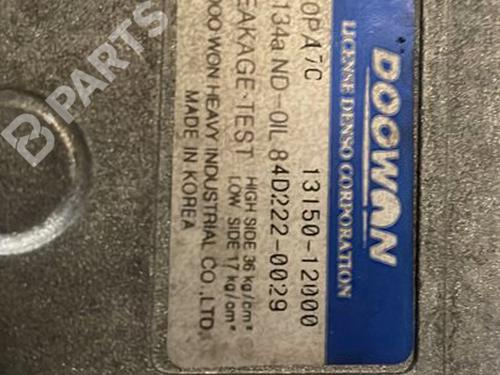 DOOWON
LICENSE DENSO CORPORATION
0PA7C 13150-12000
134a ND-OIL 84D222-0029
EAKAGE·TEST HIGH SIDE 36 kg/cm²
LOW SIDE 17 kg/cm²
OO WON HEAVY INDUSTRIAL CO.,LTD.
MADE IN KOREA
B PARTS